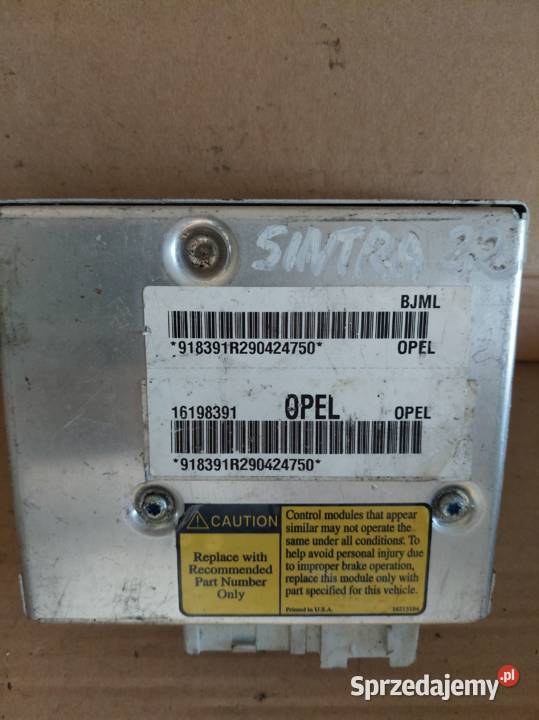 SINTRA 2.2
BJML
*918391R290424750* OPEL
16198391 OPEL OPEL
*918391R290424750*
CAUTION
Replace with
Recommended
Part Number
Only
Control modules that appear
similar may not operate the
same under all conditions. To
help avoid personal injury due
to improper brake operation,
replace this module only with
part specified for this vehicle.
Printed in U.S.A.
Sprzedajemy.pl